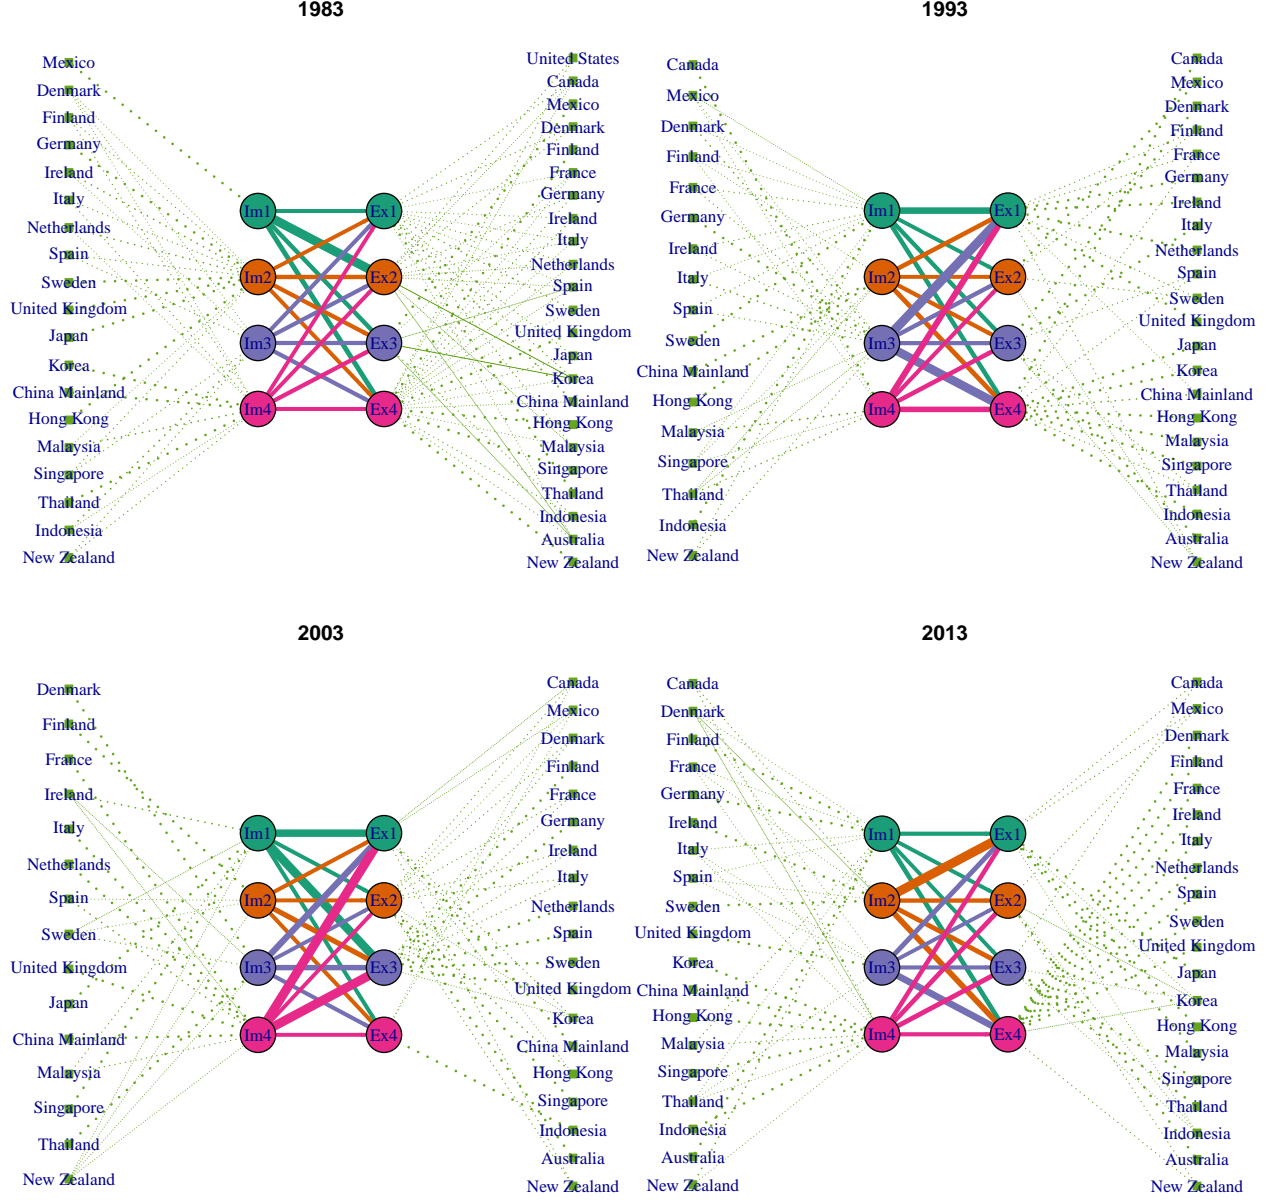 1983
Mexico
Denmark
Finland
Germany
Ireland
Italy
Netherlands
Spain
Sweden
United Kingdom
Japan
Korea
China Mainland
Hong Kong
Malaysia
Singapore
Thailand
Indonesia
New Zealand
Im1
Im2
Im3
Im4
Ex1
Ex2
Ex3
Ex4
United States
Canada
Mexico
Denmark
Finland
France
Germany
Ireland
Italy
Netherlands
Spain
Sweden
United Kingdom
Japan
Korea
China Mainland
Hong Kong
Malaysia
Singapore
Thailand
Indonesia
Australia
New Zealand
1993
Canada
Mexico
Denmark
Finland
France
Germany
Ireland
Italy
Spain
Sweden
China Mainland
Hong Kong
Malaysia
Singapore
Thailand
Indonesia
New Zealand
Im1
Im2
Im3
Im4
Ex1
Ex2
Ex3
Ex4
Canada
Mexico
Denmark
Finland
France
Germany
Ireland
Italy
Netherlands
Spain
Sweden
United Kingdom
Japan
Korea
China Mainland
Hong Kong
Malaysia
Singapore
Thailand
Indonesia
Australia
New Zealand
2003
Denmark
Finland
France
Ireland
Italy
Netherlands
Spain
Sweden
United Kingdom
Japan
China Mainland
Malaysia
Singapore
Thailand
New Zealand
Im1
Im2
Im3
Im4
Ex1
Ex2
Ex3
Ex4
Canada
Mexico
Denmark
Finland
France
Germany
Ireland
Italy
Netherlands
Spain
Sweden
United Kingdom
Korea
China Mainland
Hong Kong
Singapore
Indonesia
Australia
New Zealand
2013
Canada
Denmark
Finland
France
Germany
Ireland
Italy
Spain
Sweden
United Kingdom
Korea
China Mainland
Hong Kong
Malaysia
Singapore
Thailand
Indonesia
Australia
New Zealand
Im1
Im2
Im3
Im4
Ex1
Ex2
Ex3
Ex4
Canada
Mexico
Denmark
Finland
France
Ireland
Italy
Netherlands
Spain
Sweden
United Kingdom
Japan
Korea
Hong Kong
Malaysia
Singapore
Thailand
Indonesia
Australia
New Zealand